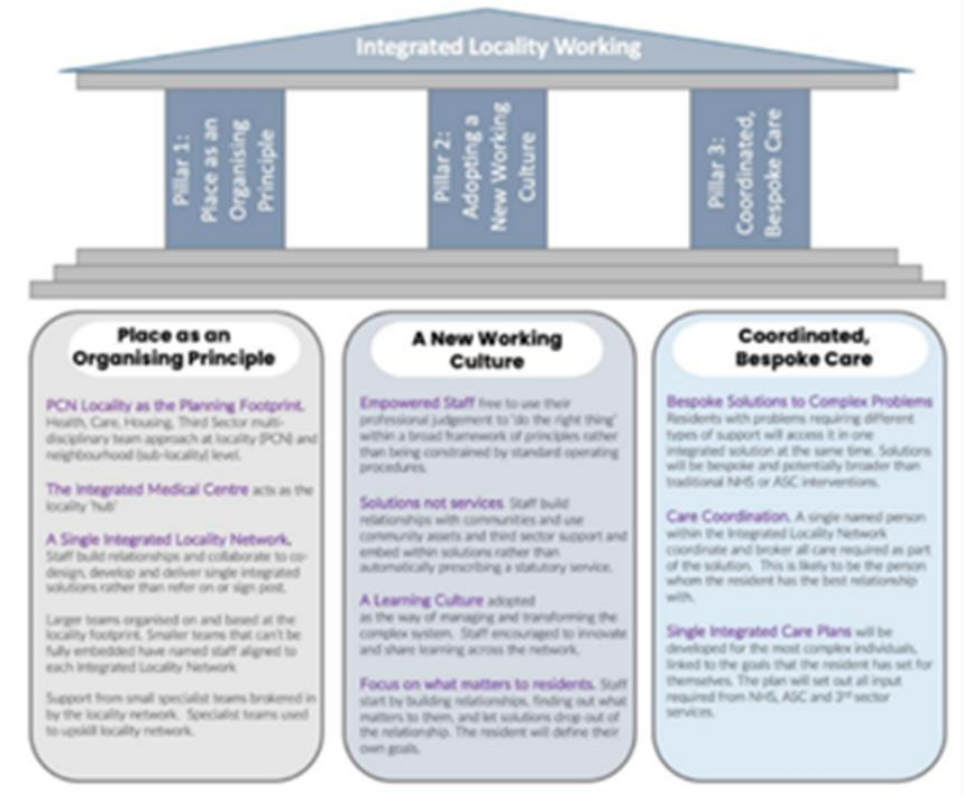 Integrated Locality Working
Pillar 1:
Place as an
Organising
Principle
Pillar 2:
Adopting a
New Working
Culture
Pillar 3:
Coordinated,
Bespoke Care
Place as an
Organising Principle
PCN Locality as the Planning Footprint.
Health, Care, Housing, Third Sector multi-
disciplinary team approach at locality (PCN) and
neighbourhood (sub-locality) level.
The Integrated Medical Centre acts as the
locality 'hub'
A Single Integrated Locality Network.
Staff build relationships and collaborate to co-
design, develop and deliver single integrated
solutions rather than refer on or sign post.
Larger teams organised on and based at the
locality footprint. Smaller teams that can't be
fully embedded have named staff aligned to
each Integrated Locality Network
Support from small specialist teams brokered in
by the locality network. Specialist teams used
to upskill locality network.
A New Working
Culture
Empowered Staff free to use their
professional judgement to 'do the right thing'
within a broad framework of principles rather
than being constrained by standard operating
procedures.
Solutions not services. Staff build
relationships with communities and use
community assets and third sector support and
embed within solutions rather than
automatically prescribing a statutory service.
A Learning Culture adopted
as the way of managing and transforming the
complex system. Staff encouraged to innovate
and share learning across the network.
Focus on what matters to residents. Staff
start by building relationships, finding out what
matters to them, and let solutions drop out of
the relationship. The resident will define their
own goals.
Coordinated,
Bespoke Care
Bespoke Solutions to Complex Problems
Residents with problems requiring different
types of support will access it in one
integrated solution at the same time. Solutions
will be bespoke and potentially broader than
traditional NHS or ASC interventions.
Care Coordination. A single named person
within the Integrated Locality Network
coordinate and broker all care required as part
of the solution. This is likely to be the person
whom the resident has the best relationship
with.
Single Integrated Care Plans will be
developed for the most complex individuals,
linked to the goals that the resident has set for
themselves. The plan will set out all input
required from NHS, ASC and 3rd sector
services.